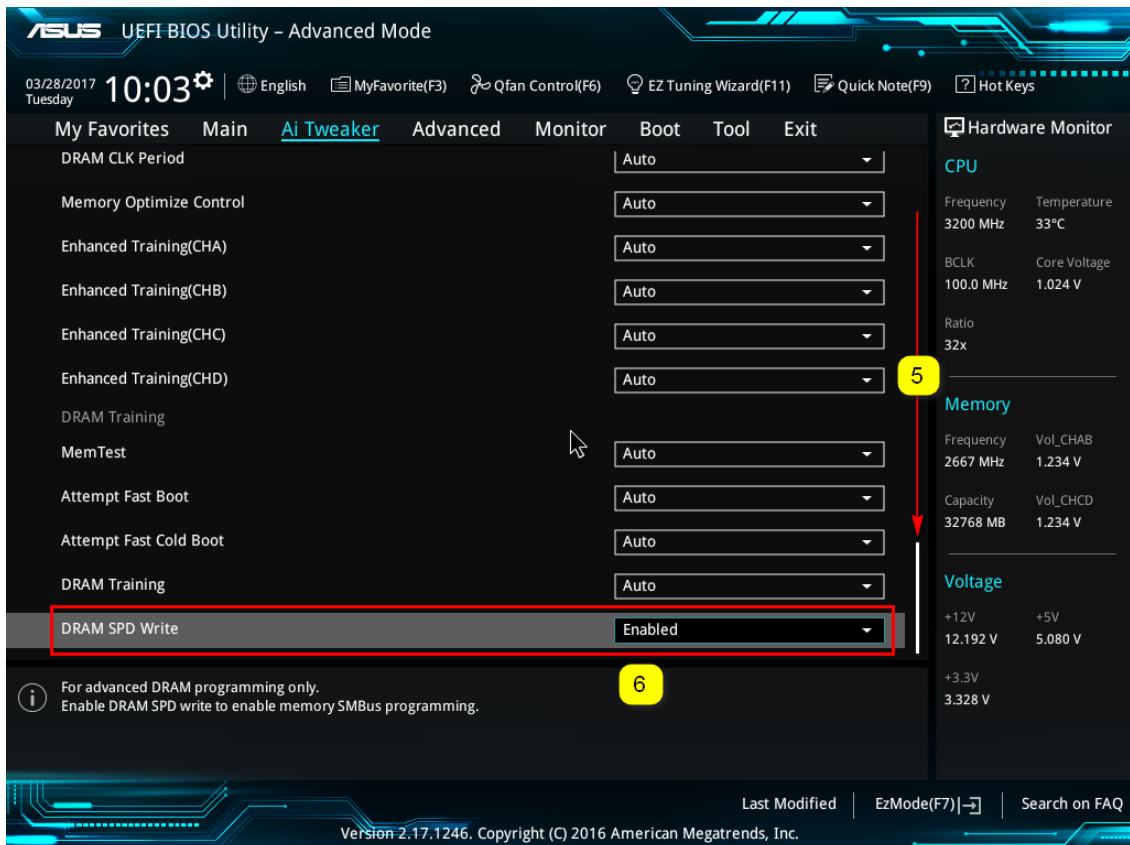 ASUS UEFI BIOS Utility – Advanced Mode
03/28/2017 Tuesday 10:03 English MyFavorite(F3) Qfan Control(F6) EZ Tuning Wizard(F11) Quick Note(F9) ? Hot Keys
My Favorites Main Ai Tweaker Advanced Monitor Boot Tool Exit
DRAM CLK Period Auto
Memory Optimize Control Auto
Enhanced Training(CHA) Auto
Enhanced Training(CHB) Auto
Enhanced Training(CHC) Auto
Enhanced Training(CHD) Auto
5
DRAM Training
MemTest Auto
Attempt Fast Boot Auto
Attempt Fast Cold Boot Auto
DRAM Training Auto
DRAM SPD Write Enabled
6
i
For advanced DRAM programming only.
Enable DRAM SPD write to enable memory SMBus programming.
Hardware Monitor
CPU
Frequency Temperature
3200 MHz 33°C
BCLK Core Voltage
100.0 MHz 1.024 V
Ratio
32x
Memory
Frequency Vol_CHAB
2667 MHz 1.234 V
Capacity Vol_CHCD
32768 MB 1.234 V
Voltage
+12V +5V
12.192 V 5.080 V
+3.3V
3.328 V
Last Modified EzMode(F7) Search on FAQ
Version 2.17.1246. Copyright (C) 2016 American Megatrends, Inc.